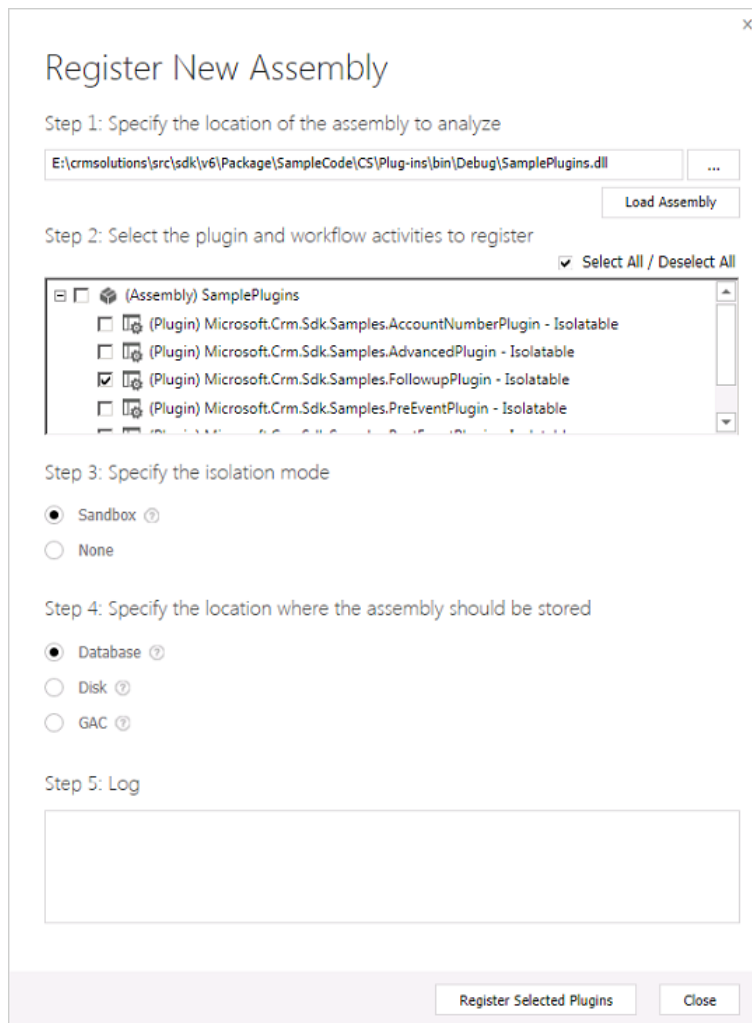 Register New Assembly
Step 1: Specify the location of the assembly to analyze
E:\crmsolutions\src\sdk\v6\Package\SampleCode\CS\Plug-ins\bin\Debug\SamplePlugins.dll
...
Load Assembly
Step 2: Select the plugin and workflow activities to register
Select All / Deselect All
(Assembly) SamplePlugins
(Plugin) Microsoft.Crm.Sdk.Samples.AccountNumberPlugin - Isolatable
(Plugin) Microsoft.Crm.Sdk.Samples.AdvancedPlugin - Isolatable
(Plugin) Microsoft.Crm.Sdk.Samples.FollowupPlugin - Isolatable
(Plugin) Microsoft.Crm.Sdk.Samples.PreEventPlugin - Isolatable
Step 3: Specify the isolation mode
Sandbox ?
None
Step 4: Specify the location where the assembly should be stored
Database ?
Disk ?
GAC ?
Step 5: Log
Register Selected Plugins
Close